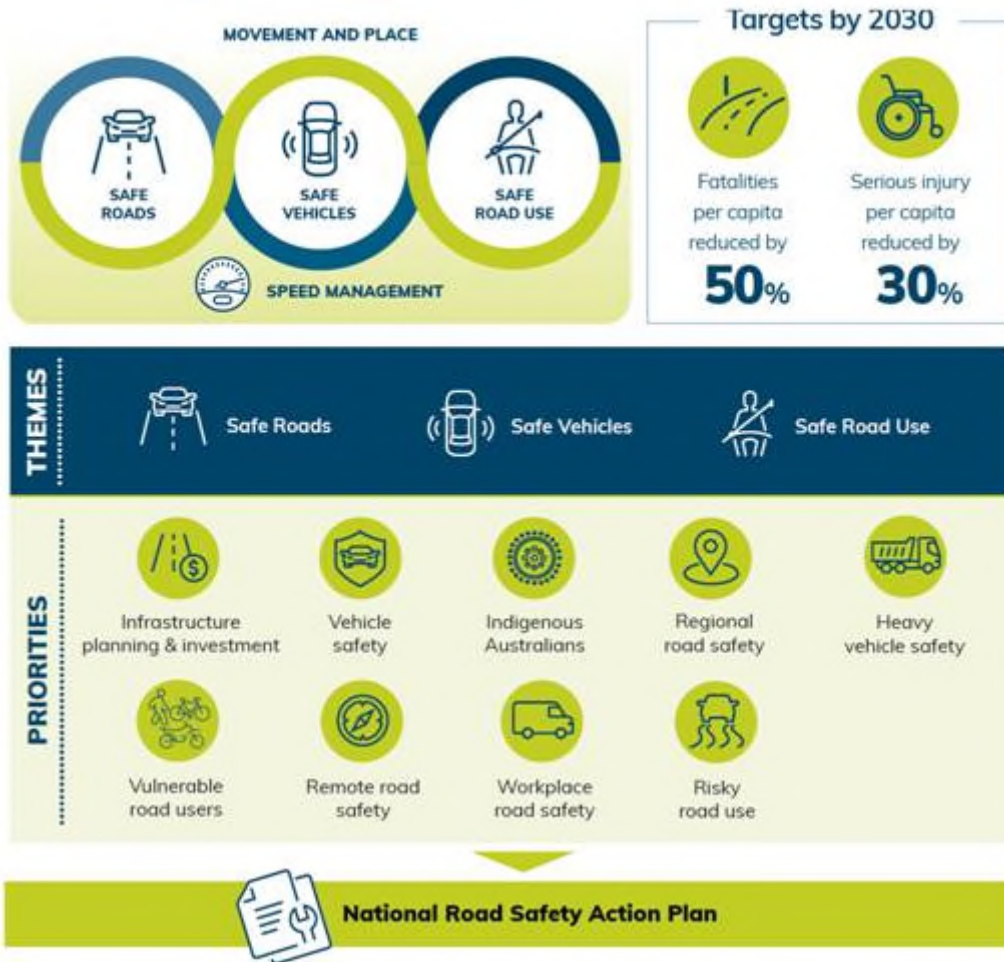 MOVEMENT AND PLACE
SAFE
ROADS
SAFE
VEHICLES
SAFE
ROAD USE
SPEED MANAGEMENT
Targets by 2030
Fatalities
per capita
reduced by
50%
Serious injury
per capita
reduced by
30%
THEMES
Safe Roads
Safe Vehicles
Safe Road Use
PRIORITIES
$
Infrastructure
planning & investment
Vehicle
safety
Indigenous
Australians
Regional
road safety
Heavy
vehicle safety
Vulnerable
road users
Remote road
safety
Workplace
road safety
Risky
road use
National Road Safety Action Plan